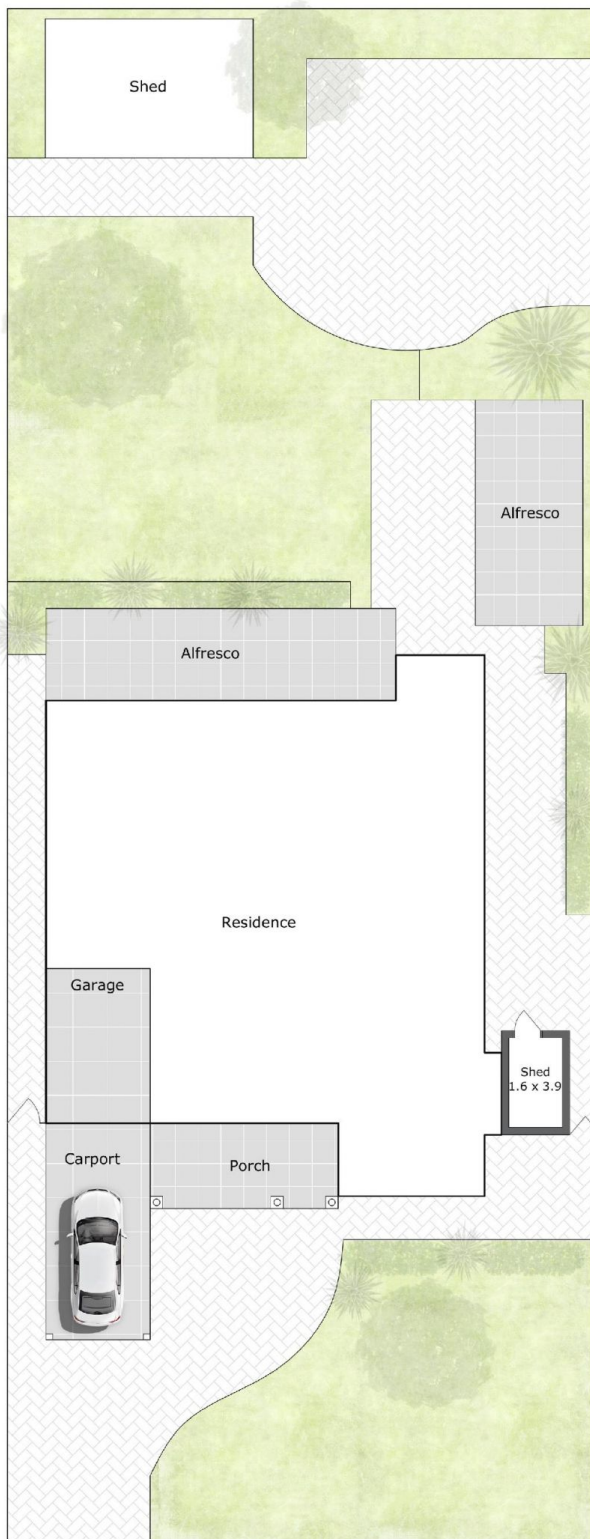 Shed
Alfresco
Alfresco
Residence
Garage
Shed
1.6 x 3.9
Carport
Porch